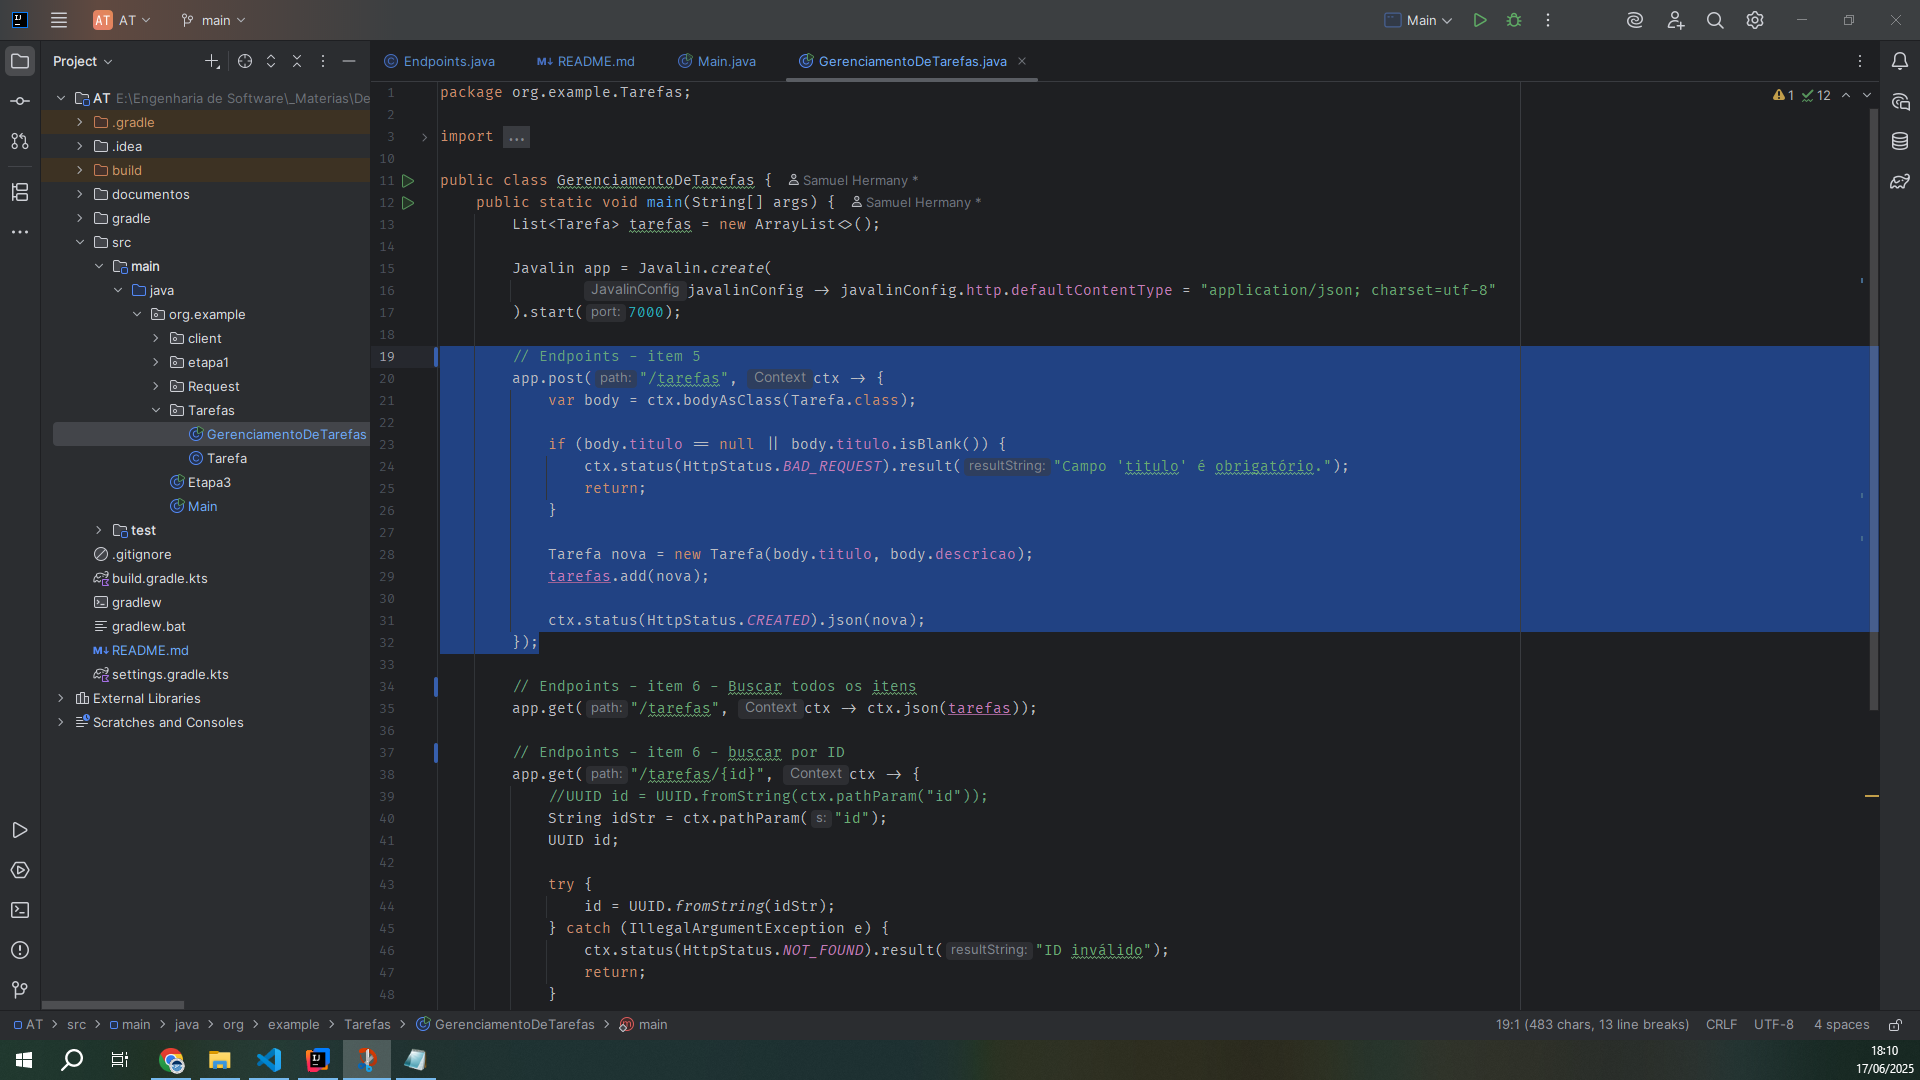 AT AT main Main
Project
Endpoints.java README.md Main.java GerenciamentoDeTarefas.java
AT E:\Engenharia de Software\_Materias\De
.gradle
.idea
build
documentos
gradle
src
main
java
org.example
client
etapa1
Request
Tarefas
GerenciamentoDeTarefas
Tarefa
Etapa3
Main
test
.gitignore
build.gradle.kts
gradlew
gradlew.bat
README.md
settings.gradle.kts
External Libraries
Scratches and Consoles
1 12
1 package org.example.Tarefas;
2
3 import ...
10
11 public class GerenciamentoDeTarefas { Samuel Hermany *
12 public static void main(String[] args) { Samuel Hermany *
13 List<Tarefa> tarefas = new ArrayList<>();
14
15 Javalin app = Javalin.create(
16 JavalinConfig javalinConfig -> javalinConfig.http.defaultContentType = "application/json; charset=utf-8"
17 ).start( port: 7000);
18
19 // Endpoints - item 5
20 app.post( path: "/tarefas", Context ctx -> {
21 var body = ctx.bodyAsClass(Tarefa.class);
22
23 if (body.titulo == null || body.titulo.isBlank()) {
24 ctx.status(HttpStatus.BAD_REQUEST).result( resultString: "Campo 'titulo' é obrigatório.");
25 return;
26 }
27
28 Tarefa nova = new Tarefa(body.titulo, body.descricao);
29 tarefas.add(nova);
30
31 ctx.status(HttpStatus.CREATED).json(nova);
32 });
33
34 // Endpoints - item 6 - Buscar todos os itens
35 app.get( path: "/tarefas", Context ctx -> ctx.json(tarefas));
36
37 // Endpoints - item 6 - buscar por ID
38 app.get( path: "/tarefas/{id}", Context ctx -> {
39 //UUID id = UUID.fromString(ctx.pathParam("id"));
40 String idStr = ctx.pathParam( s: "id");
41 UUID id;
42
43 try {
44 id = UUID.fromString(idStr);
45 } catch (IllegalArgumentException e) {
46 ctx.status(HttpStatus.NOT_FOUND).result( resultString: "ID inválido");
47 return;
48 }
AT > src > main > java > org > example > Tarefas > GerenciamentoDeTarefas > main
19:1 (483 chars, 13 line breaks) CRLF UTF-8 4 spaces
18:10
17/06/2025